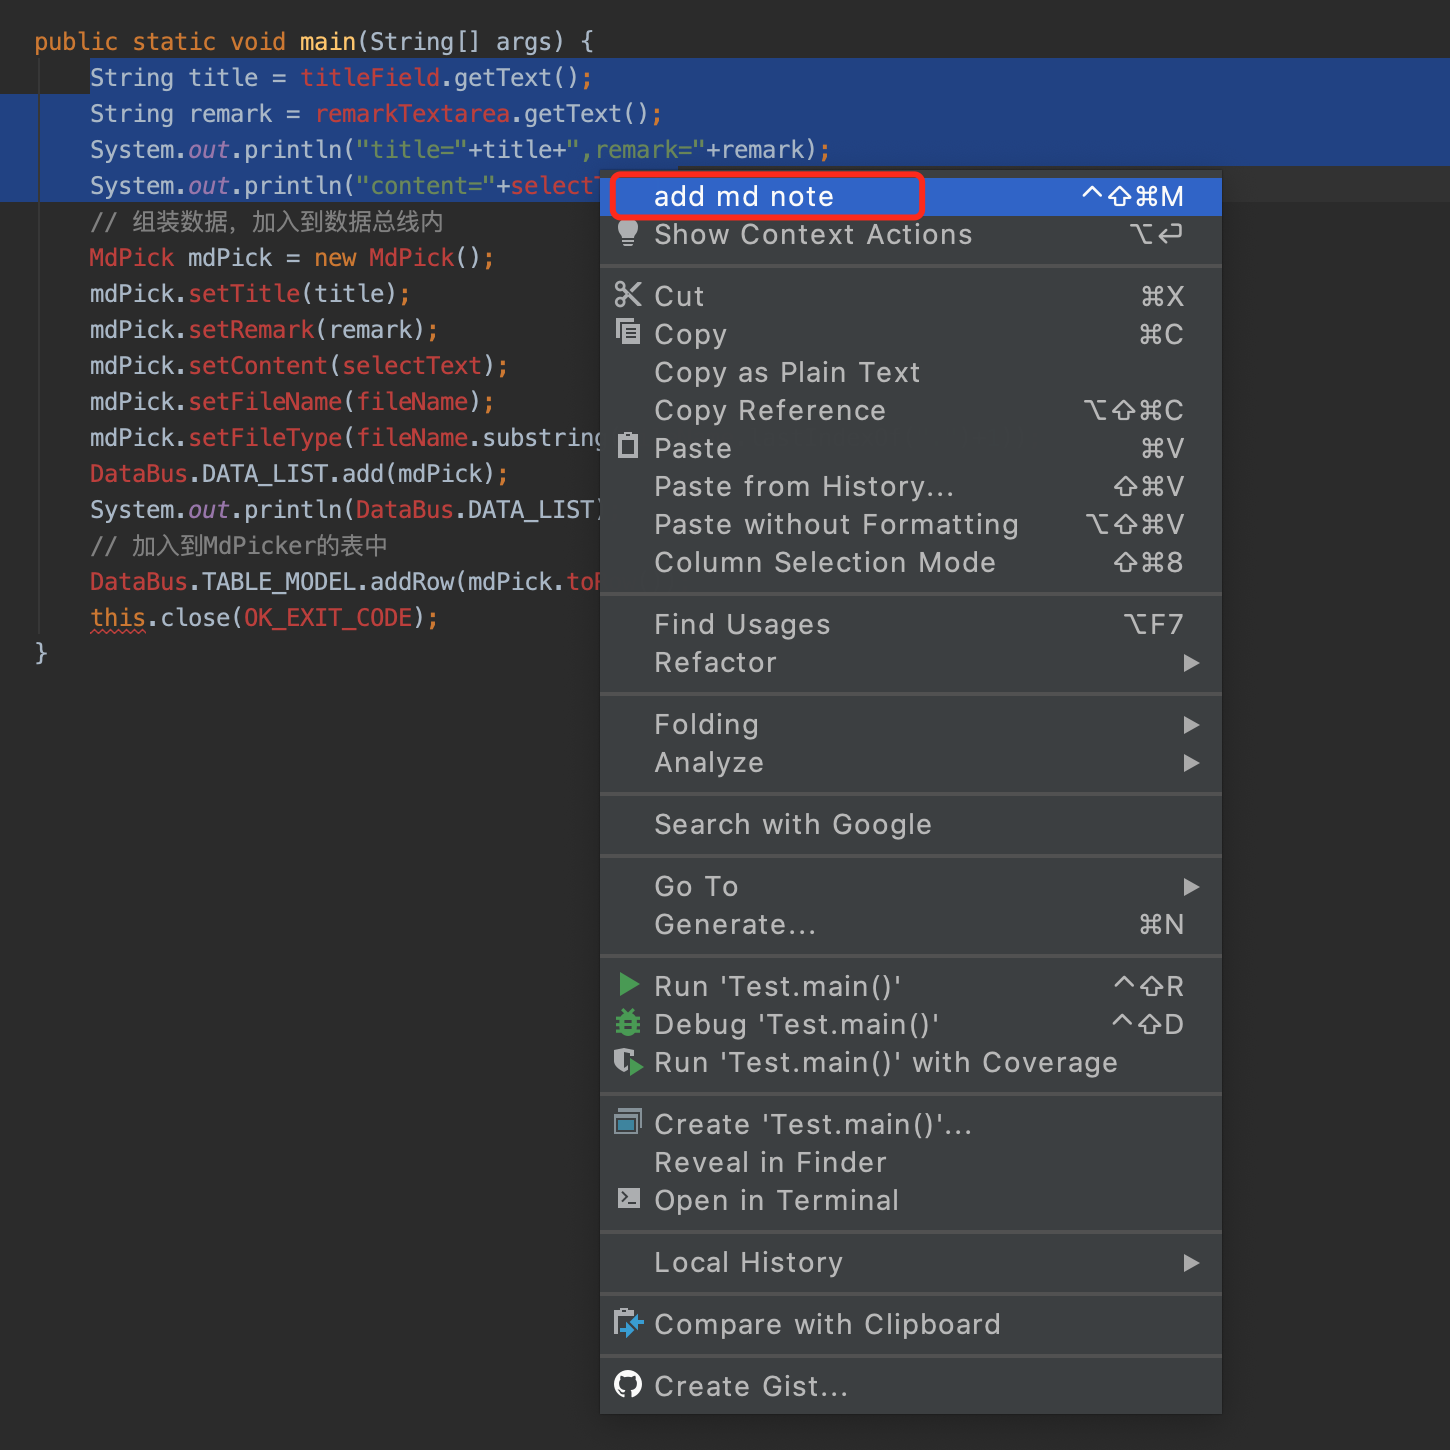 public static void main(String[] args) {
String title = titleField.getText();
String remark = remarkTextarea.getText();
System.out.println("title="+title+",remark="+remark);
System.out.println("content="+select
// 组装数据，加入到数据总线内
MdPick mdPick = new MdPick();
mdPick.setTitle(title);
mdPick.setRemark(remark);
mdPick.setContent(selectText);
mdPick.setFileName(fileName);
mdPick.setFileType(fileName.substring
DataBus.DATA_LIST.add(mdPick);
System.out.println(DataBus.DATA_LIST)
// 加入到MdPicker的表中
DataBus.TABLE_MODEL.addRow(mdPick.to
this.close(OK_EXIT_CODE);
}
add md note ⌃⇧⌘M
Show Context Actions ⌥⏎
Cut ⌘X
Copy ⌘C
Copy as Plain Text
Copy Reference ⌥⇧⌘C
Paste ⌘V
Paste from History... ⇧⌘V
Paste without Formatting ⌥⇧⌘V
Column Selection Mode ⇧⌘8
Find Usages ⌥F7
Refactor
Folding
Analyze
Search with Google
Go To
Generate... ⌘N
Run 'Test.main()' ⌃⇧R
Debug 'Test.main()' ⌃⇧D
Run 'Test.main()' with Coverage
Create 'Test.main()'...
Reveal in Finder
Open in Terminal
Local History
Compare with Clipboard
Create Gist...